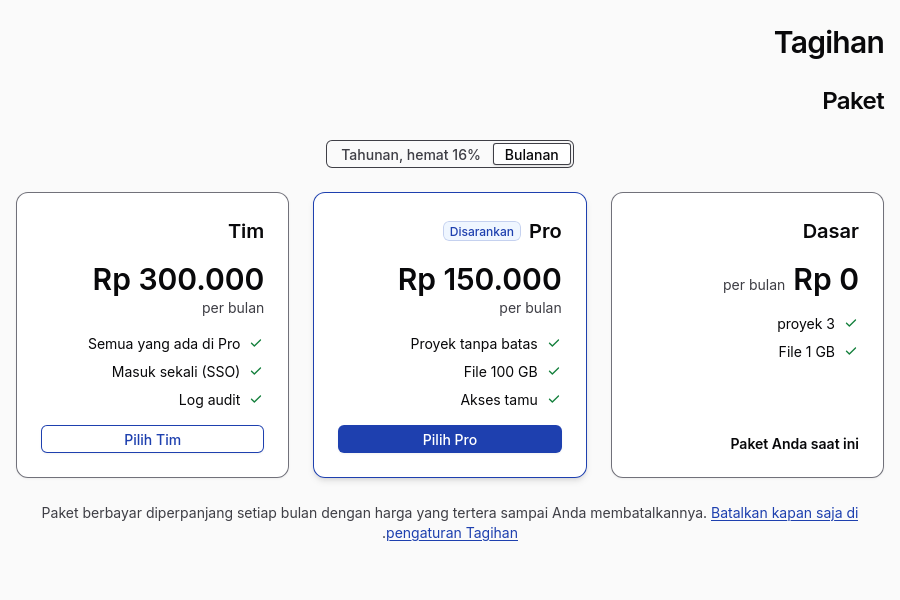 Tagihan
Paket
Bulanan
Tahunan, hemat 16%
Dasar
Rp 0
per bulan
proyek 3
File 1 GB
Paket Anda saat ini
Pro
Disarankan
Rp 150.000
per bulan
Proyek tanpa batas
File 100 GB
Akses tamu
Pilih Pro
Tim
Rp 300.000
per bulan
Semua yang ada di Pro
Masuk sekali (SSO)
Log audit
Pilih Tim
Paket berbayar diperpanjang setiap bulan dengan harga yang tertera sampai Anda membatalkannya. Batalkan kapan saja di
.pengaturan Tagihan